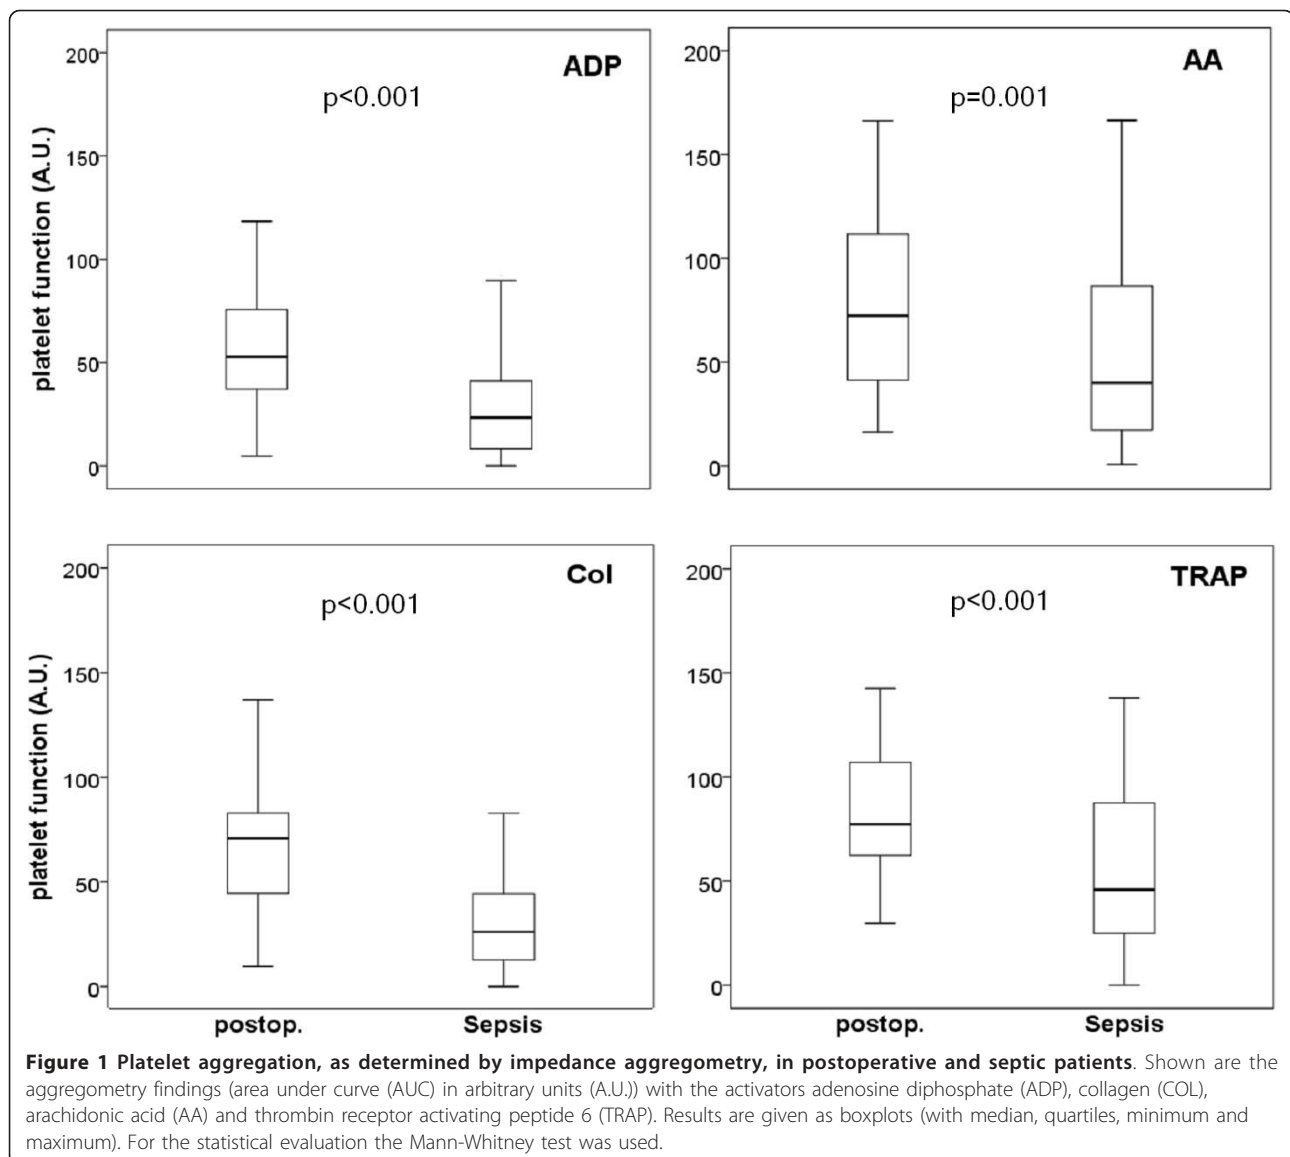 ADP
p<0.001
platelet function (A.U.)
200
150
100
50
0
AA
p=0.001
200
150
100
50
0
Col
p<0.001
platelet function (A.U.)
200
150
100
50
0
postop. Sepsis
TRAP
p<0.001
200
150
100
50
0
postop. Sepsis
Figure 1 Platelet aggregation, as determined by impedance aggregometry, in postoperative and septic patients. Shown are the
aggregometry findings (area under curve (AUC) in arbitrary units (A.U.)) with the activators adenosine diphosphate (ADP), collagen (COL),
arachidonic acid (AA) and thrombin receptor activating peptide 6 (TRAP). Results are given as boxplots (with median, quartiles, minimum and
maximum). For the statistical evaluation the Mann-Whitney test was used.